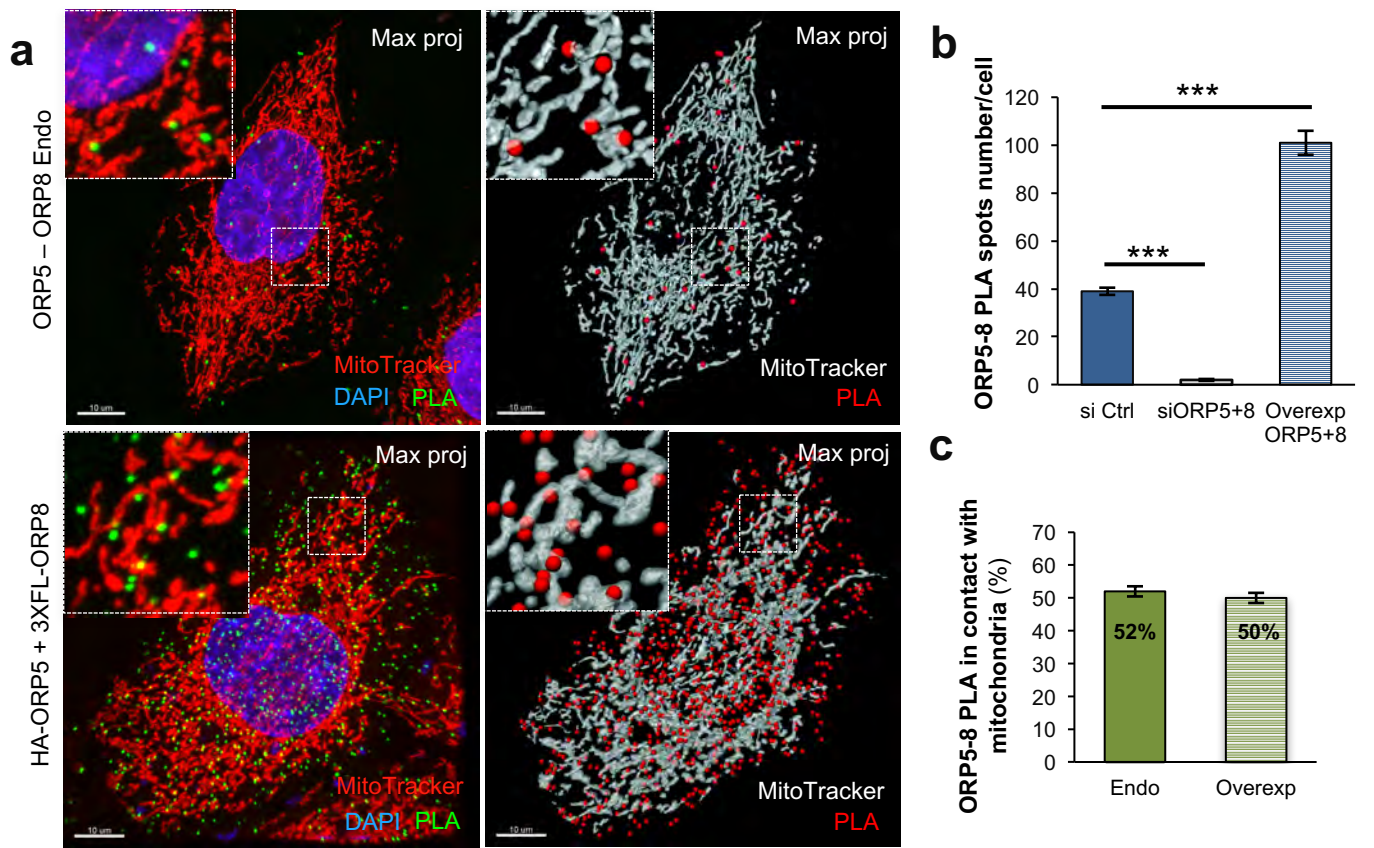 a
ORP5 – ORP8 Endo
Max proj
MitoTracker
DAPI PLA
10 um
Max proj
MitoTracker
PLA
10 um
HA-ORP5 + 3XFL-ORP8
Max proj
MitoTracker
DAPI PLA
10 um
Max proj
MitoTracker
PLA
10 um
b
ORP5-8 PLA spots number/cell
120
100
80
60
40
20
0
***
***
si Ctrl
siORP5+8
Overexp
ORP5+8
c
ORP5-8 PLA in contact with
mitochondria (%)
70
60
50
40
30
20
10
0
52%
50%
Endo
Overexp